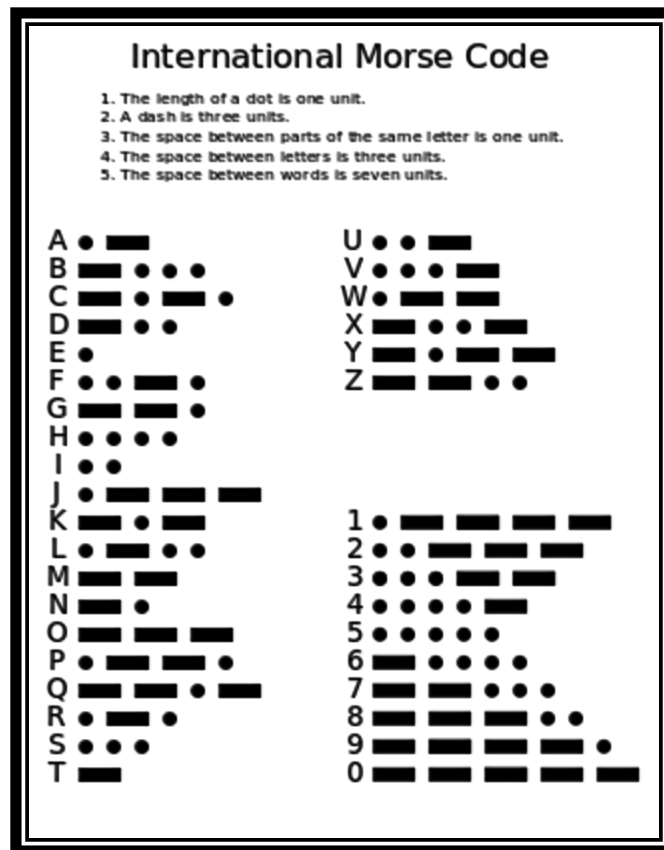 International Morse Code
1. The length of a dot is one unit.
2. A dash is three units.
3. The space between parts of the same letter is one unit.
4. The space between letters is three units.
5. The space between words is seven units.
A ● ▬
B ▬ ● ● ●
C ▬ ● ▬ ●
D ▬ ● ●
E ●
F ● ● ▬ ●
G ▬ ▬ ●
H ● ● ● ●
I ● ●
J ● ▬ ▬ ▬
K ▬ ● ▬
L ● ▬ ● ●
M ▬ ▬
N ▬ ●
O ▬ ▬ ▬
P ● ▬ ▬ ●
Q ▬ ▬ ● ▬
R ● ▬ ●
S ● ● ●
T ▬
U ● ● ▬
V ● ● ● ▬
W ● ▬ ▬
X ▬ ● ● ▬
Y ▬ ● ▬ ▬
Z ▬ ▬ ● ●
1 ● ▬ ▬ ▬ ▬
2 ● ● ▬ ▬ ▬
3 ● ● ● ▬ ▬
4 ● ● ● ● ▬
5 ● ● ● ● ●
6 ▬ ● ● ● ●
7 ▬ ▬ ● ● ●
8 ▬ ▬ ▬ ● ●
9 ▬ ▬ ▬ ▬ ●
0 ▬ ▬ ▬ ▬ ▬